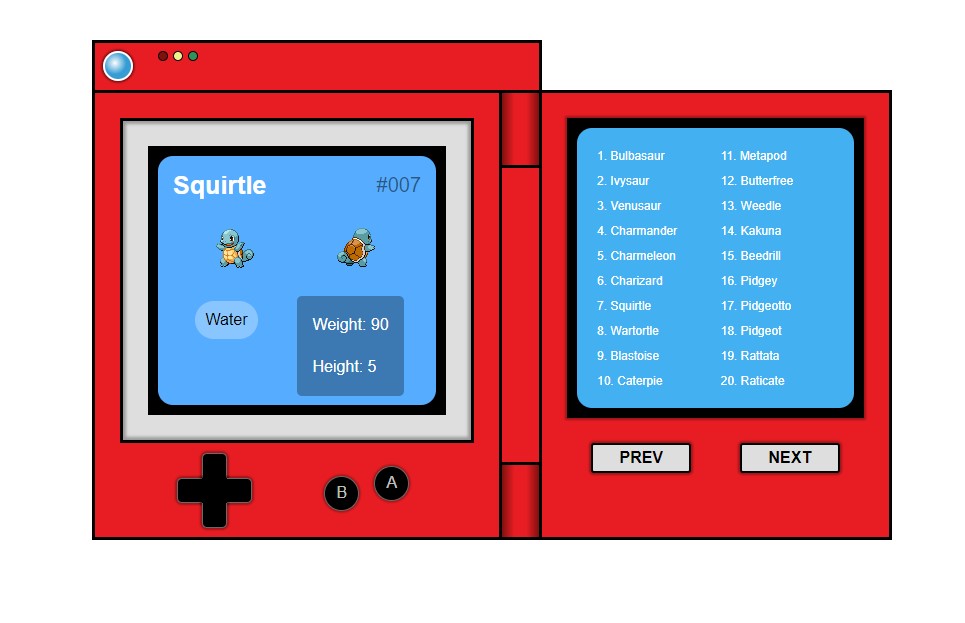 Squirtle #007
Water
Weight: 90
Height: 5
B A
1. Bulbasaur
2. Ivysaur
3. Venusaur
4. Charmander
5. Charmeleon
6. Charizard
7. Squirtle
8. Wartortle
9. Blastoise
10. Caterpie
11. Metapod
12. Butterfree
13. Weedle
14. Kakuna
15. Beedrill
16. Pidgey
17. Pidgeotto
18. Pidgeot
19. Rattata
20. Raticate
PREV NEXT